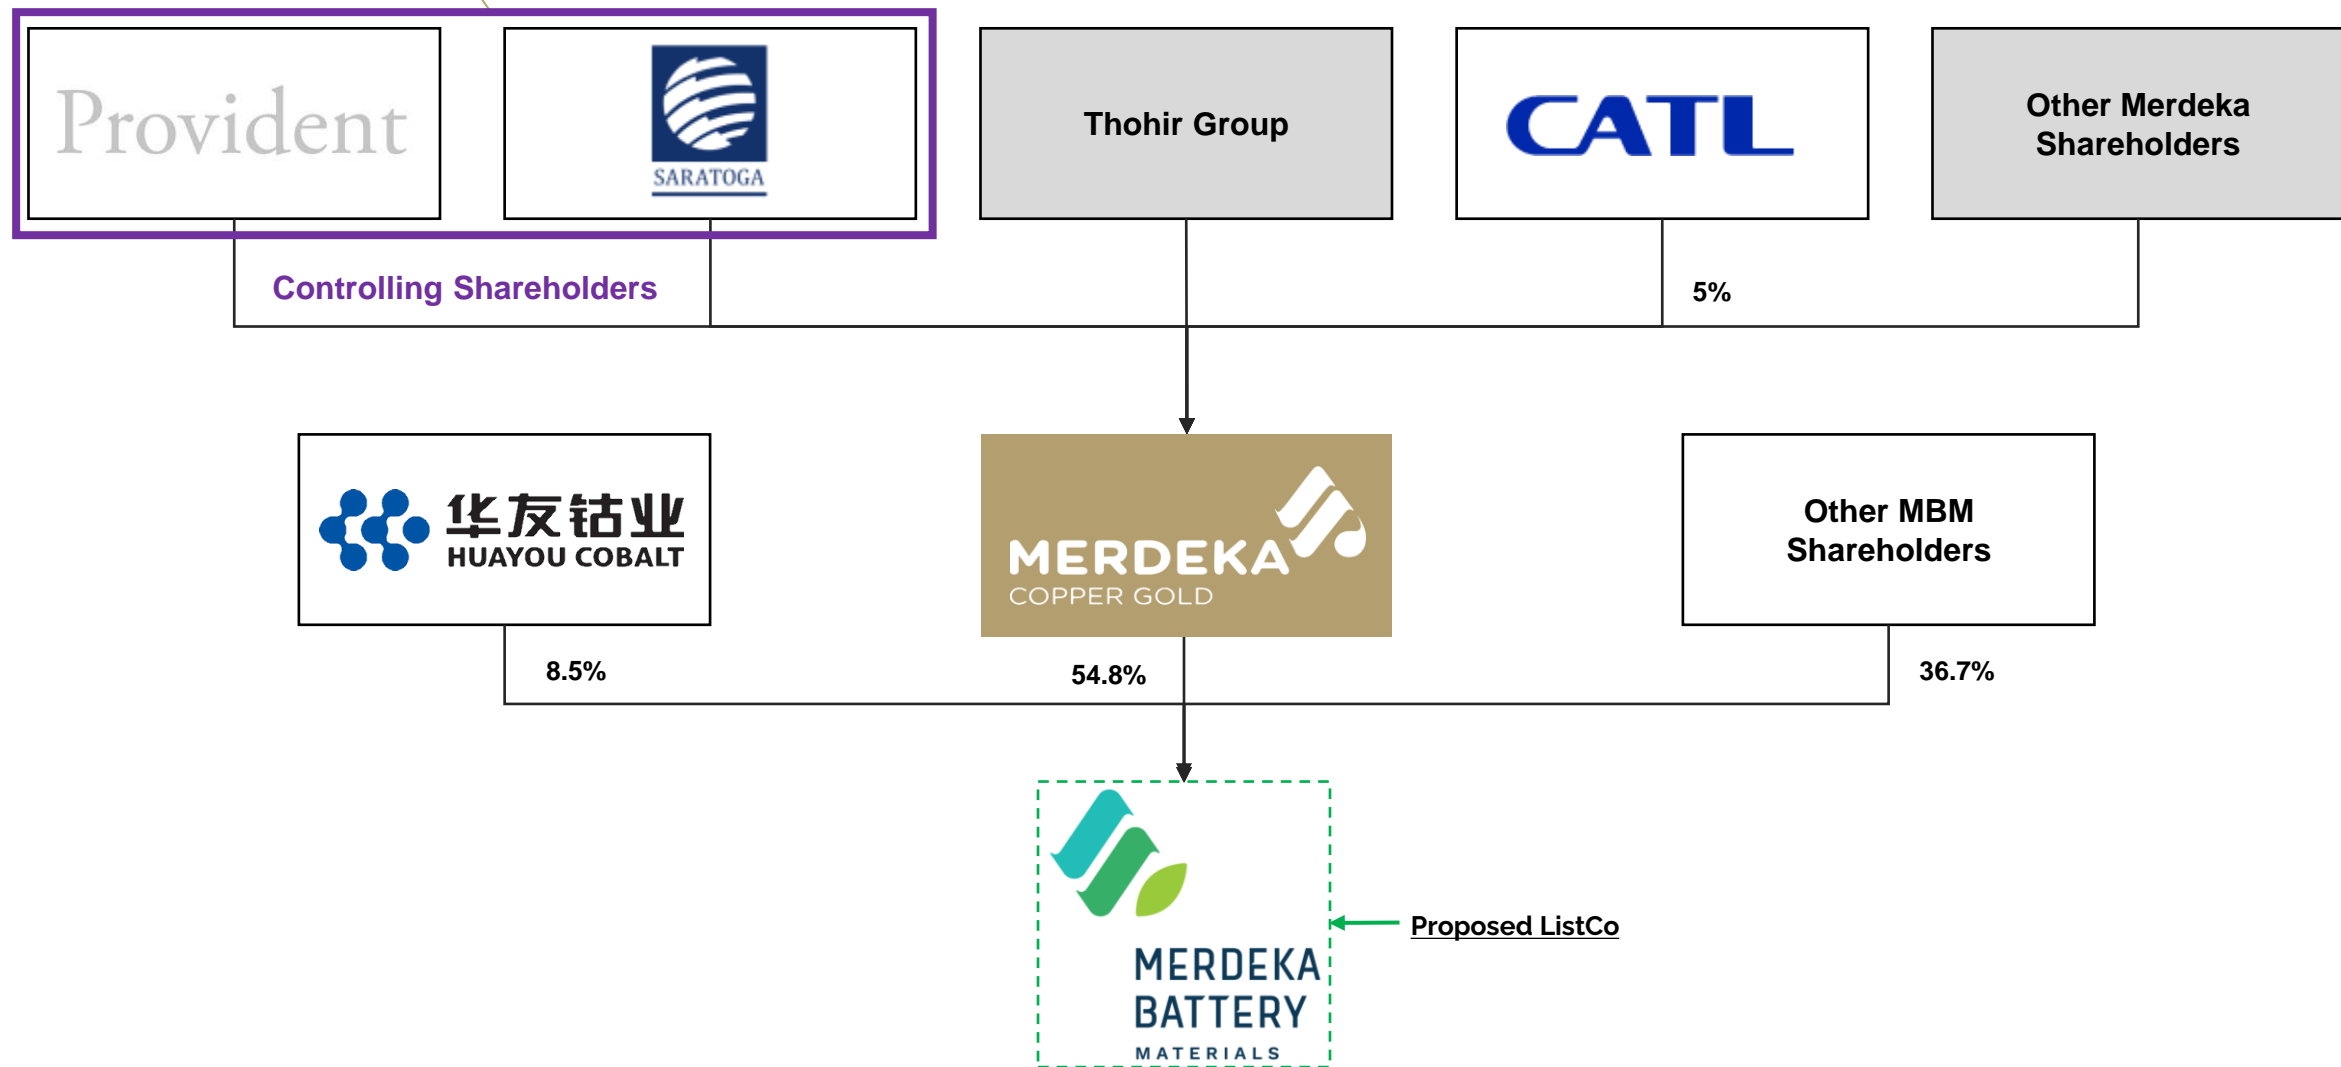 Provident
SARATOGA
Thohir Group
CATL
Other Merdeka
Shareholders
Controlling Shareholders
5%
华友钴业
HUAYOU COBALT
MERDEKA
COPPER GOLD
Other MBM
Shareholders
8.5%
54.8%
36.7%
Proposed ListCo
MERDEKA
BATTERY
MATERIALS